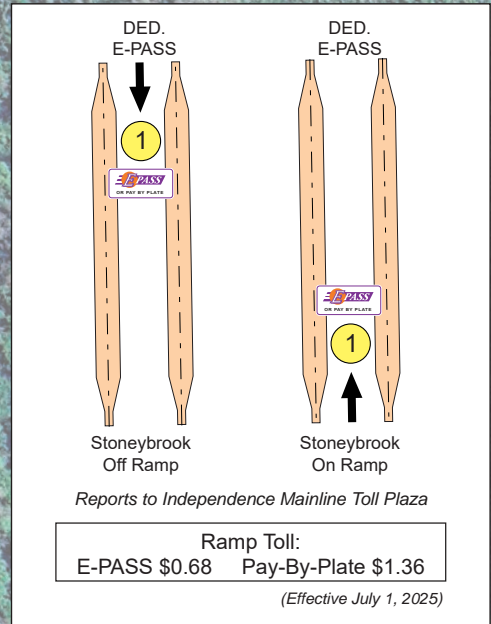 DED.
E-PASS
1
E PASS
OR PAY BY PLATE
Stoneybrook
Off Ramp
DED.
E-PASS
E PASS
OR PAY BY PLATE
1
Stoneybrook
On Ramp
Reports to Independence Mainline Toll Plaza
Ramp Toll:
E-PASS $0.68 Pay-By-Plate $1.36
(Effective July 1, 2025)